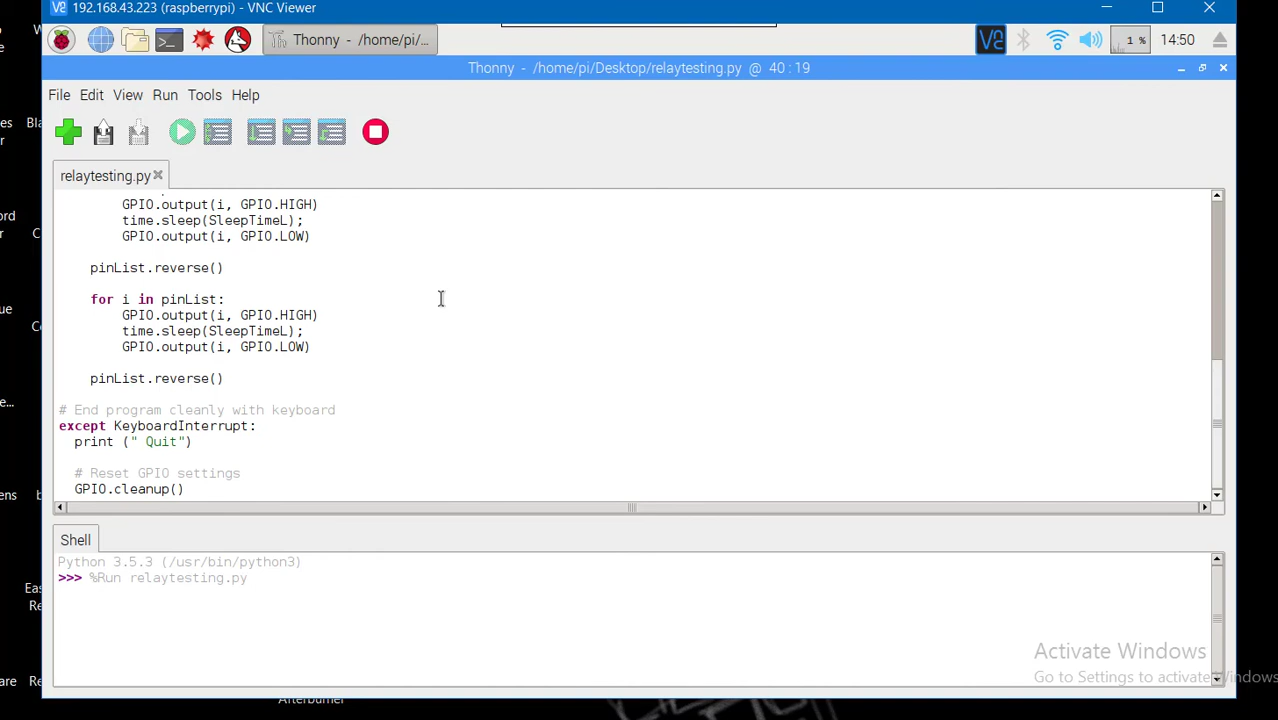 192.168.43.223 (raspberrypi) - VNC Viewer
Thonny - /home/pi/...
1 %
14:50
Thonny - /home/pi/Desktop/relaytesting.py @ 40:19
File Edit View Run Tools Help
relaytesting.py
GPIO.output(i, GPIO.HIGH)
time.sleep(SleepTimeL);
GPIO.output(i, GPIO.LOW)
pinList.reverse()
for i in pinList:
GPIO.output(i, GPIO.HIGH)
time.sleep(SleepTimeL);
GPIO.output(i, GPIO.LOW)
pinList.reverse()
# End program cleanly with keyboard
except KeyboardInterrupt:
print (" Quit")
# Reset GPIO settings
GPIO.cleanup()
Shell
Python 3.5.3 (/usr/bin/python3)
>>> %Run relaytesting.py
Activate Windows
Go to Settings to activate Windows